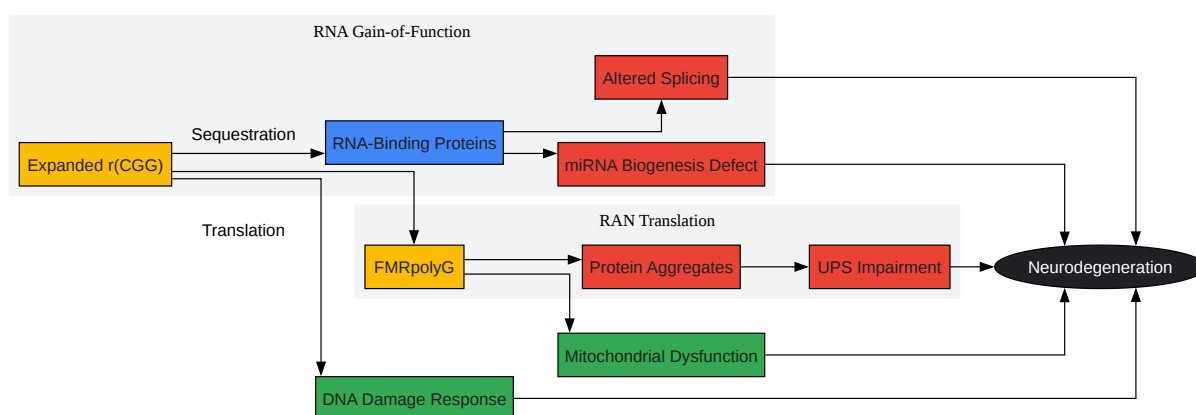 RNA Gain-of-Function
Altered Splicing
Sequestration
RNA-Binding Proteins
Expanded r(CGG)
miRNA Biogenesis Defect
RAN Translation
Translation
FMRpolyG
Protein Aggregates
UPS Impairment
Neurodegeneration
Mitochondrial Dysfunction
DNA Damage Response